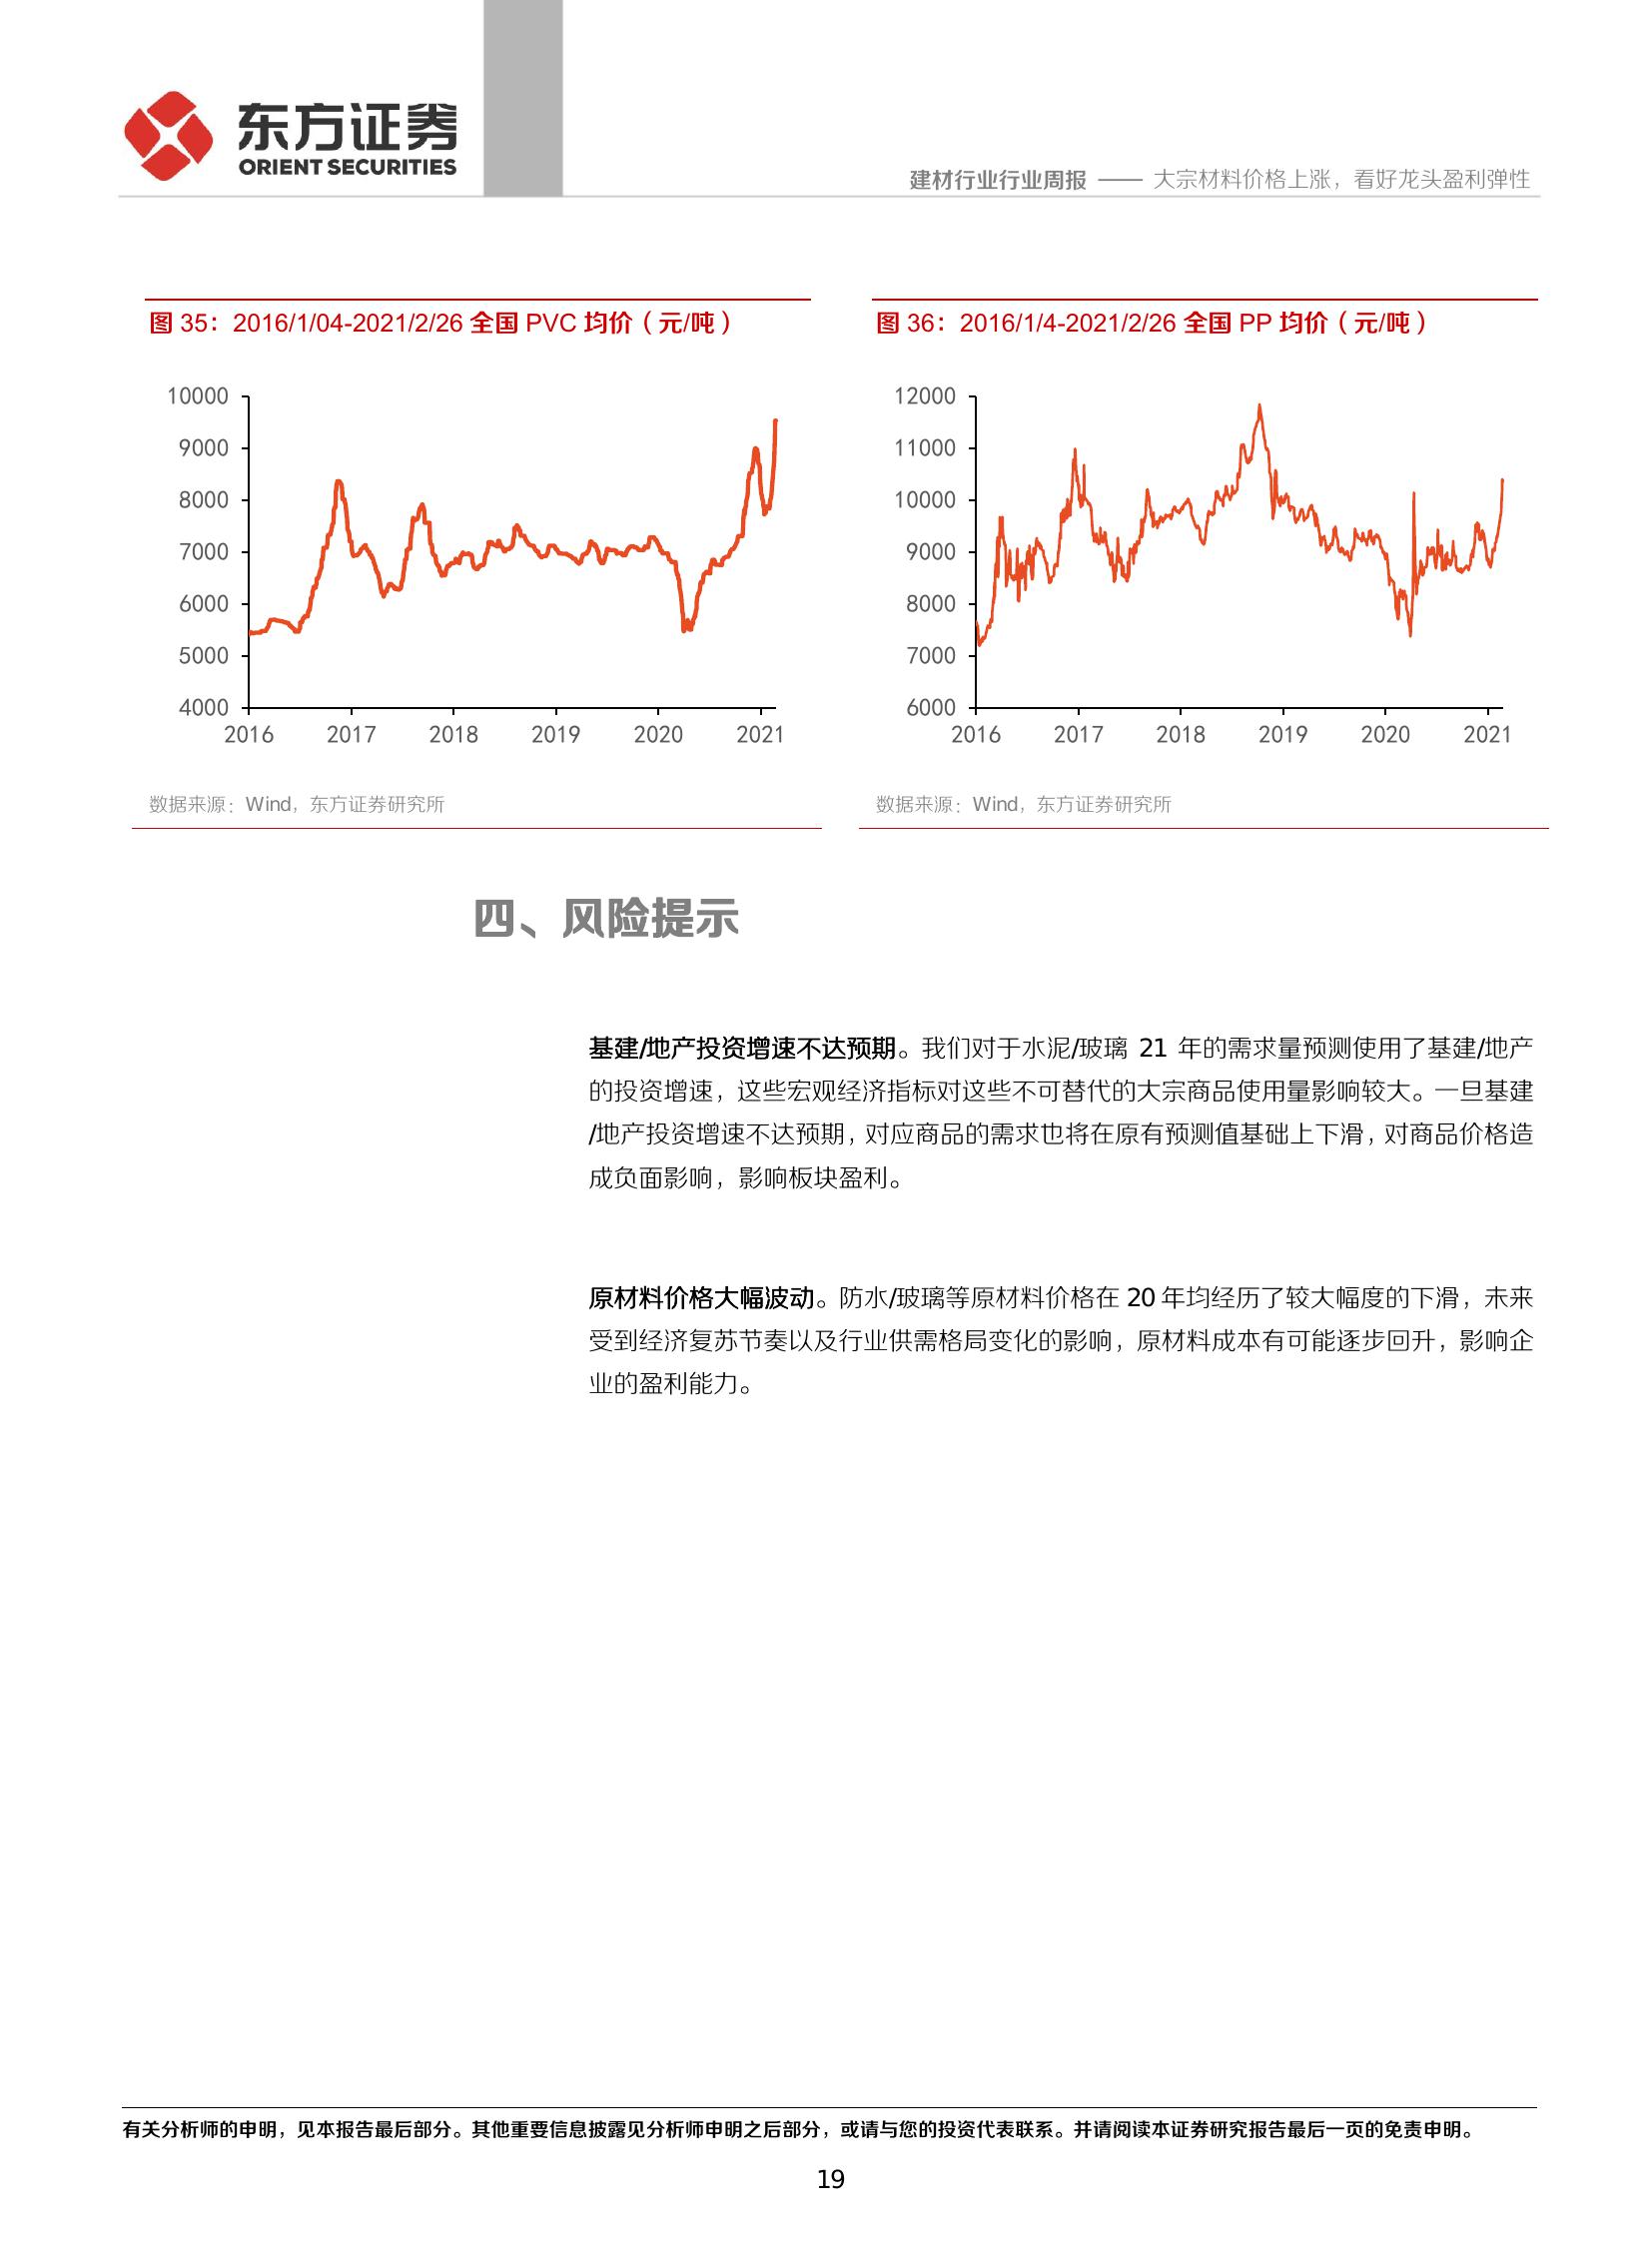 东方证券
ORIENT SECURITIES
建材行业行业周报 —— 大宗材料价格上涨，看好龙头盈利弹性
图 35：2016/1/04-2021/2/26 全国 PVC 均价（元/吨）
10000
9000
8000
7000
6000
5000
4000
2016 2017 2018 2019 2020 2021
数据来源：Wind，东方证券研究所
图 36：2016/1/4-2021/2/26 全国 PP 均价（元/吨）
12000
11000
10000
9000
8000
7000
6000
2016 2017 2018 2019 2020 2021
数据来源：Wind，东方证券研究所
四、风险提示
基建/地产投资增速不达预期。我们对于水泥/玻璃 21 年的需求量预测使用了基建/地产
的投资增速，这些宏观经济指标对这些不可替代的大宗商品使用量影响较大。一旦基建
/地产投资增速不达预期，对应商品的需求也将在原有预测值基础上下滑，对商品价格造
成负面影响，影响板块盈利。
原材料价格大幅波动。防水/玻璃等原材料价格在 20 年均经历了较大幅度的下滑，未来
受到经济复苏节奏以及行业供需格局变化的影响，原材料成本有可能逐步回升，影响企
业的盈利能力。
有关分析师的申明，见本报告最后部分。其他重要信息披露见分析师申明之后部分，或请与您的投资代表联系。并请阅读本证券研究报告最后一页的免责申明。
19